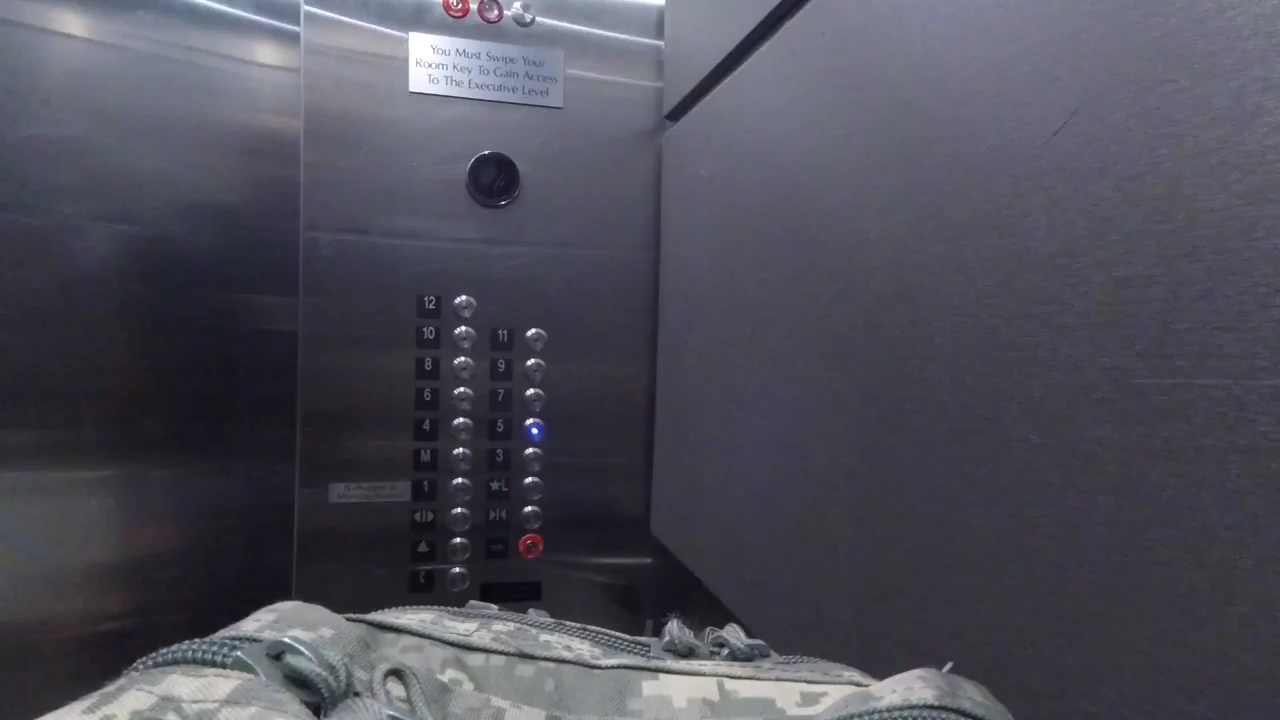 You Must Swipe Your
Room Key To Gain Access
To The Executive Level
12
10 11
8 9
6 7
4 5
M 3
1 ★L